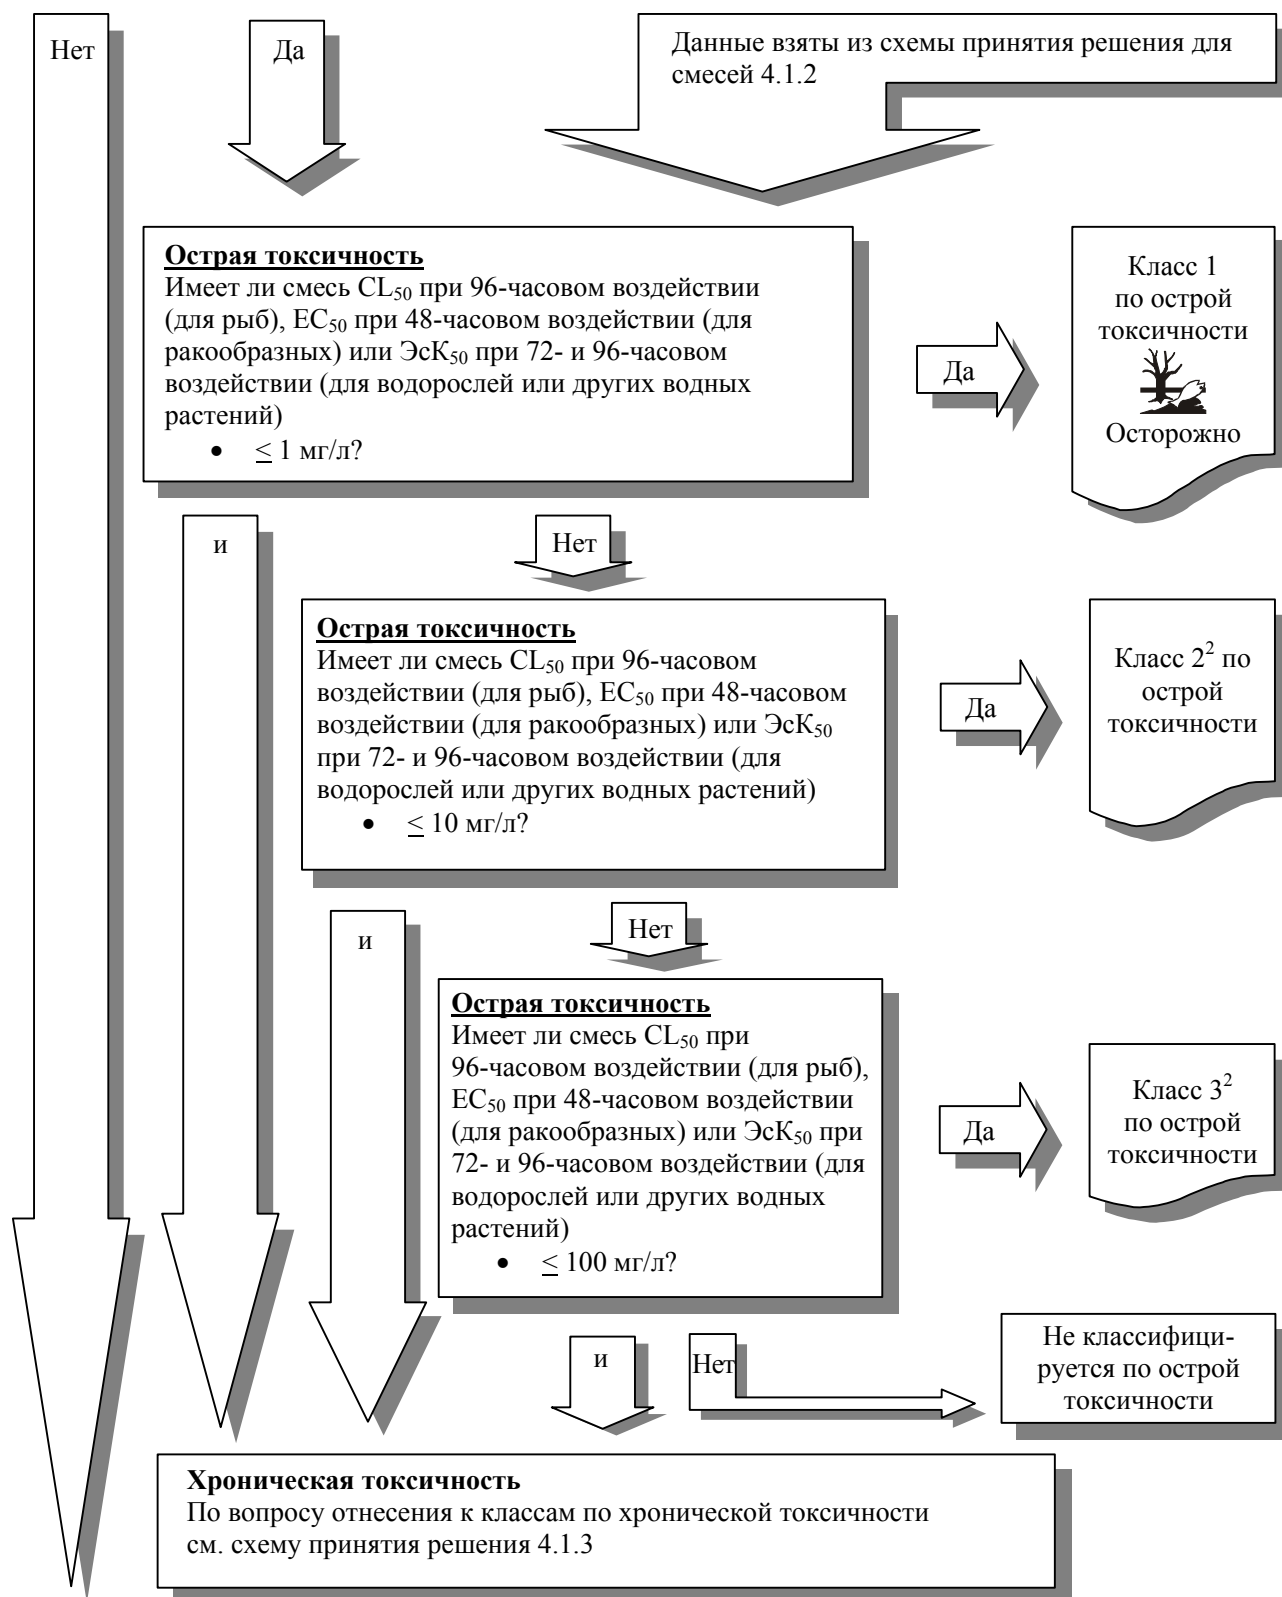 Нет
Да
Данные взяты из схемы принятия решения для
смесей 4.1.2
Острая токсичность
Имеет ли смесь CL50 при 96-часовом воздействии
(для рыб), EC50 при 48-часовом воздействии (для
ракообразных) или ЭсК50 при 72- и 96-часовом
воздействии (для водорослей или других водных
растений)
• ≤ 1 мг/л?
Да
Класс 1
по острой
токсичности
Осторожно
и
Нет
Острая токсичность
Имеет ли смесь CL50 при 96-часовом
воздействии (для рыб), EC50 при 48-часовом
воздействии (для ракообразных) или ЭсК50
при 72- и 96-часовом воздействии (для
водорослей или других водных растений)
• ≤ 10 мг/л?
Да
Класс 2² по
острой
токсичности
и
Нет
Острая токсичность
Имеет ли смесь CL50 при
96-часовом воздействии (для рыб),
EC50 при 48-часовом воздействии
(для ракообразных) или ЭсК50 при
72- и 96-часовом воздействии (для
водорослей или других водных
растений)
• ≤ 100 мг/л?
Да
Класс 3²
по острой
токсичности
и
Нет
Не классифици-
руется по острой
токсичности
Хроническая токсичность
По вопросу отнесения к классам по хронической токсичности
см. схему принятия решения 4.1.3